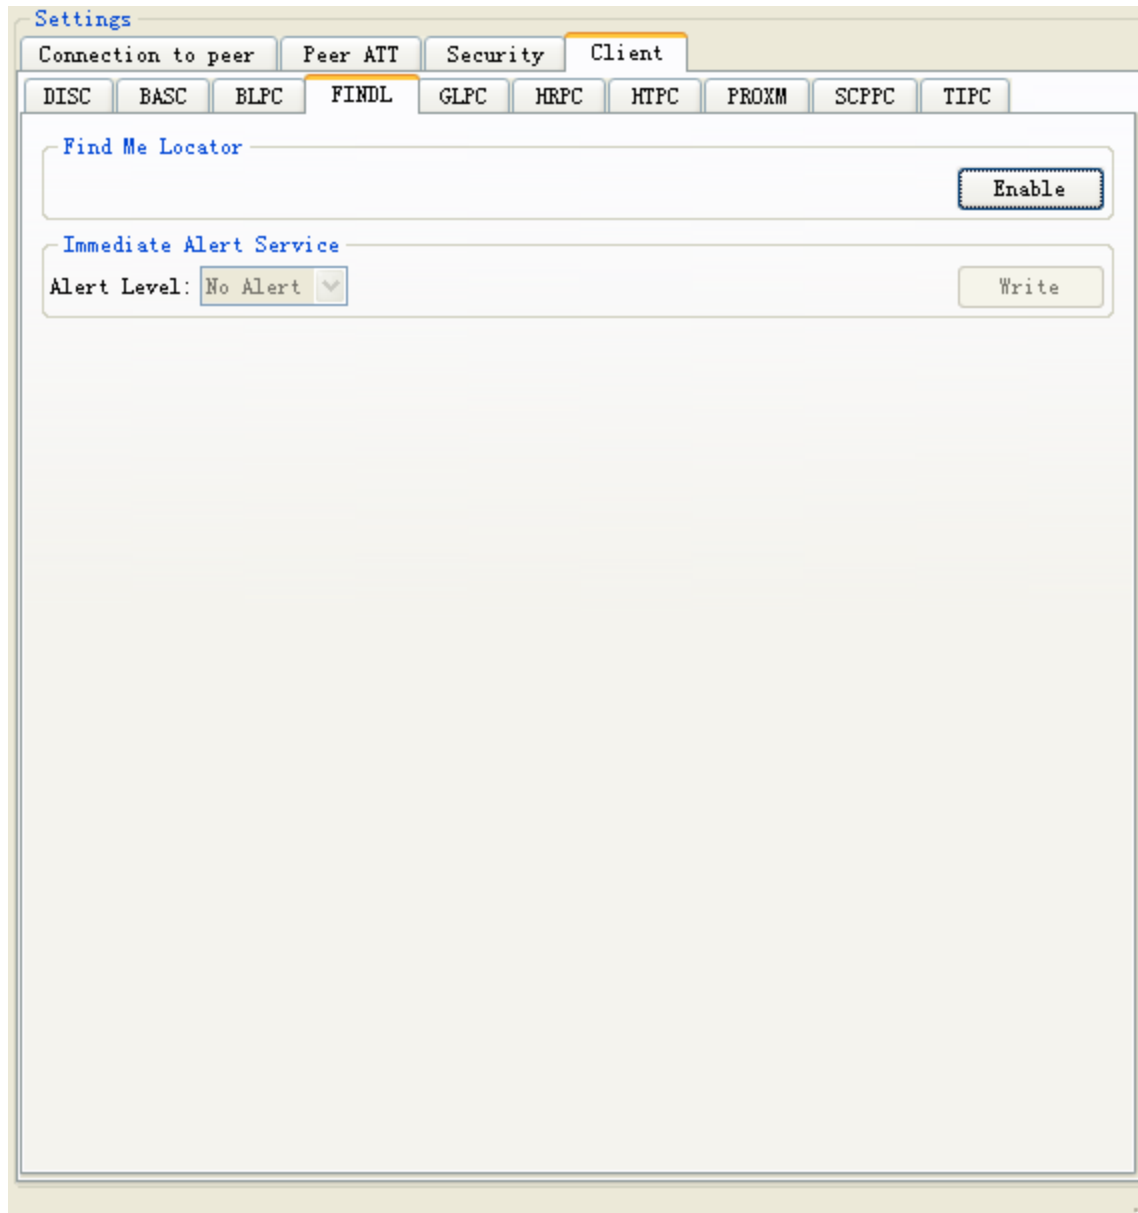 Settings
Connection to peer Peer ATT Security Client
DISC BASC BLPC FINDL GLPC HRPC HTPC PROXM SCPPC TIPC
Find Me Locator
Enable
Immediate Alert Service
Alert Level: No Alert Write